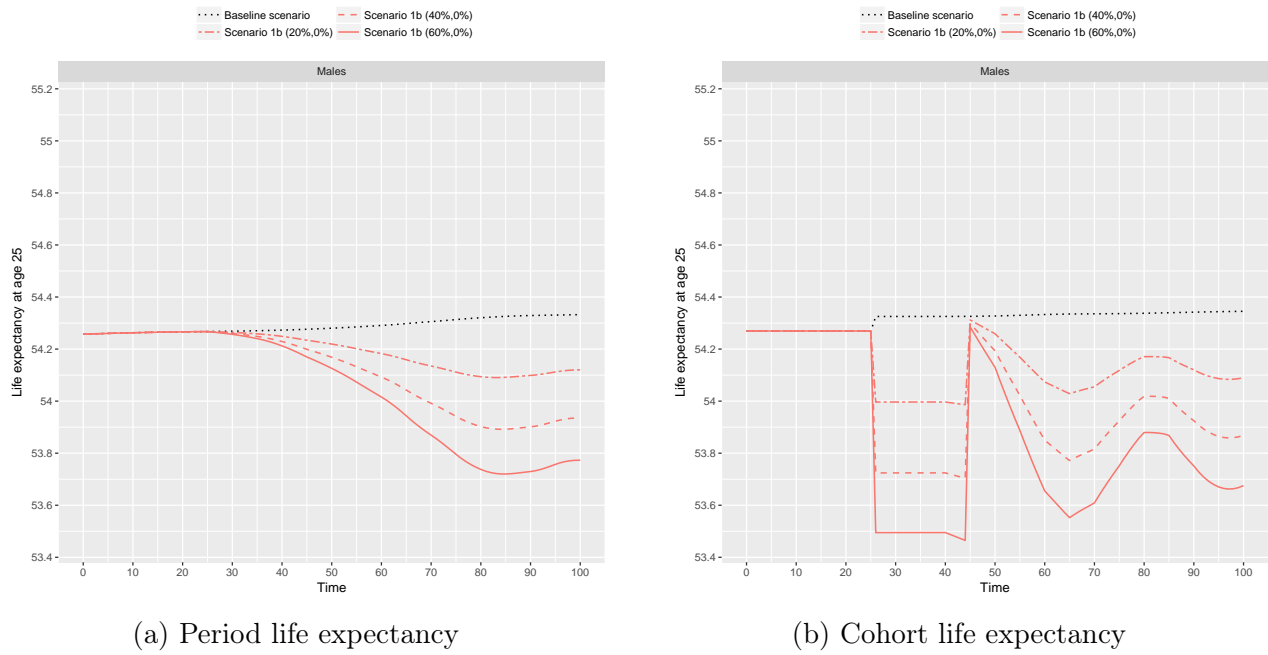 Baseline scenario
Scenario 1b (40%,0%)
Scenario 1b (20%,0%)
Scenario 1b (60%,0%)
Males
Life expectancy at age 25
55.2
55
54.8
54.6
54.4
54.2
54
53.8
53.6
53.4
0 10 20 30 40 50 60 70 80 90 100
Time
(a) Period life expectancy
Baseline scenario
Scenario 1b (40%,0%)
Scenario 1b (20%,0%)
Scenario 1b (60%,0%)
Males
Life expectancy at age 25
55.2
55
54.8
54.6
54.4
54.2
54
53.8
53.6
53.4
0 10 20 30 40 50 60 70 80 90 100
Time
(b) Cohort life expectancy